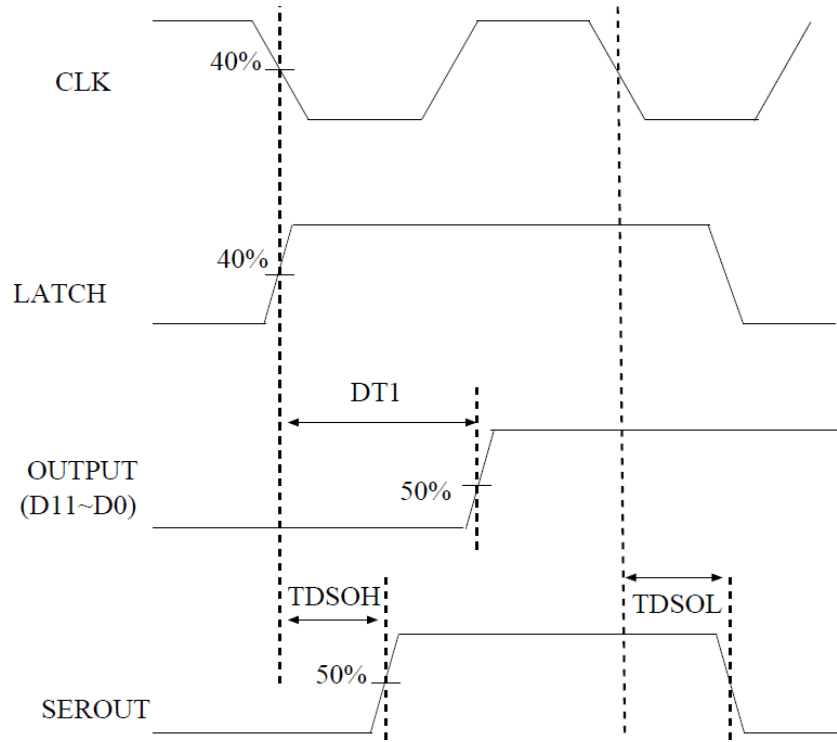 40%
CLK
40%
LATCH
DT1
OUTPUT
(D11~D0)
50%
TDSOH
TDSOL
50%
SEROUT